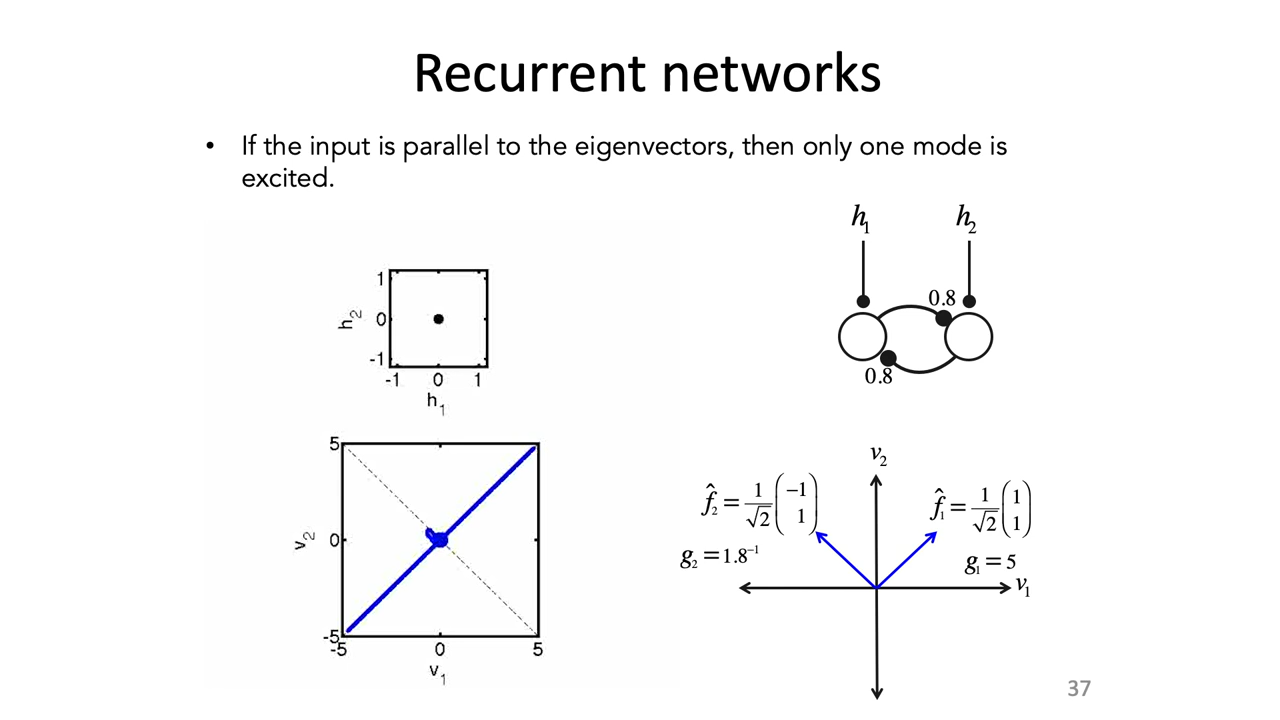 Recurrent networks
• If the input is parallel to the eigenvectors, then only one mode is
excited.
h₁ h₂
0.8
0.8
1
0
-1
h₂
-1 0 1
h₁
5
0
-5
v₂
-5 0 5
v₁
v₂
f̂₂ = 1/√2 (−1 1)
g₂ = 1.8⁻¹
f̂₁ = 1/√2 (1 1)
g₁ = 5
v₁
37